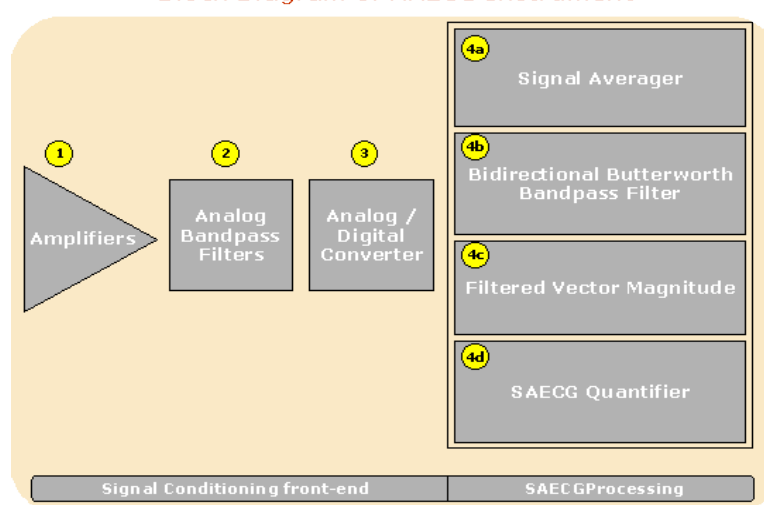 1
Amplifiers
2
Analog
Bandpass
Filters
3
Analog /
Digital
Converter
4a
Signal Averager
4b
Bidirectional Butterworth
Bandpass Filter
4c
Filtered Vector Magnitude
4d
SAECG Quantifier
Signal Conditioning front-end
SAECGProcessing